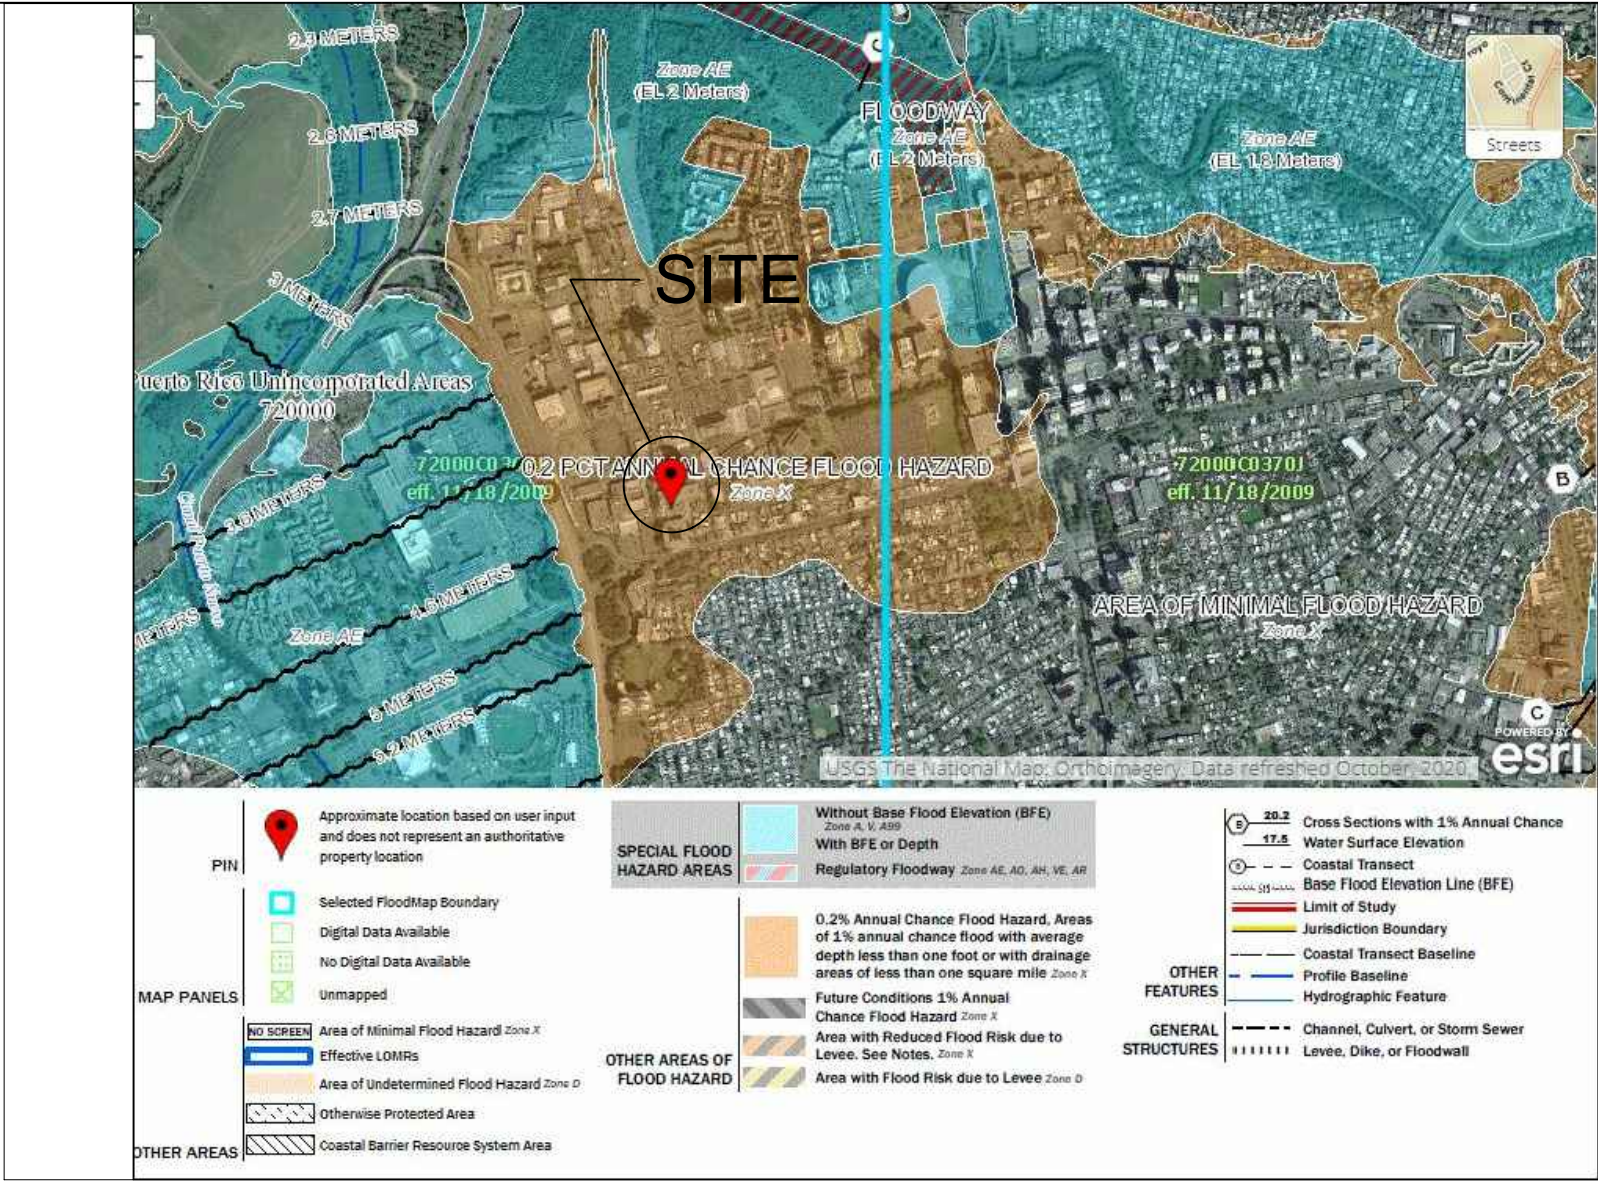 2.3 METERS
Zone AE
(EL 2 Meters)
C
FLOODWAY
Zone AE
(EL 2 Meters)
Zone AE
(EL 1.8 Meters)
Streets
2.8 METERS
2.7 METERS
3 METERS
SITE
uerto Rico Unincorporated Areas
720000
72000C0370J
eff. 11/18/2009
0.2 PCT ANNUAL CHANCE FLOOD HAZARD
Zone X
72000C0370J
eff. 11/18/2009
B
3.6 METERS
4.6 METERS
METERS
Zone AE
5 METERS
5.2 METERS
AREA OF MINIMAL FLOOD HAZARD
Zone X
C
POWERED BY
esri
USGS The National Map: Orthoimagery. Data refreshed October, 2020.
PIN
Approximate location based on user input
and does not represent an authoritative
property location
MAP PANELS
Selected FloodMap Boundary
Digital Data Available
No Digital Data Available
Unmapped
OTHER AREAS
NO SCREEN Area of Minimal Flood Hazard Zone X
Effective LOMRs
Area of Undetermined Flood Hazard Zone D
Otherwise Protected Area
Coastal Barrier Resource System Area
SPECIAL FLOOD
HAZARD AREAS
Without Base Flood Elevation (BFE)
Zone A, V, A99
With BFE or Depth
Regulatory Floodway Zone AE, AO, AH, VE, AR
OTHER AREAS OF
FLOOD HAZARD
0.2% Annual Chance Flood Hazard, Areas
of 1% annual chance flood with average
depth less than one foot or with drainage
areas of less than one square mile Zone X
Future Conditions 1% Annual
Chance Flood Hazard Zone X
Area with Reduced Flood Risk due to
Levee. See Notes. Zone X
Area with Flood Risk due to Levee Zone D
OTHER
FEATURES
B 20.2 Cross Sections with 1% Annual Chance
17.5 Water Surface Elevation
Coastal Transect
Base Flood Elevation Line (BFE)
Limit of Study
Jurisdiction Boundary
Coastal Transect Baseline
Profile Baseline
Hydrographic Feature
GENERAL
STRUCTURES
Channel, Culvert, or Storm Sewer
Levee, Dike, or Floodwall